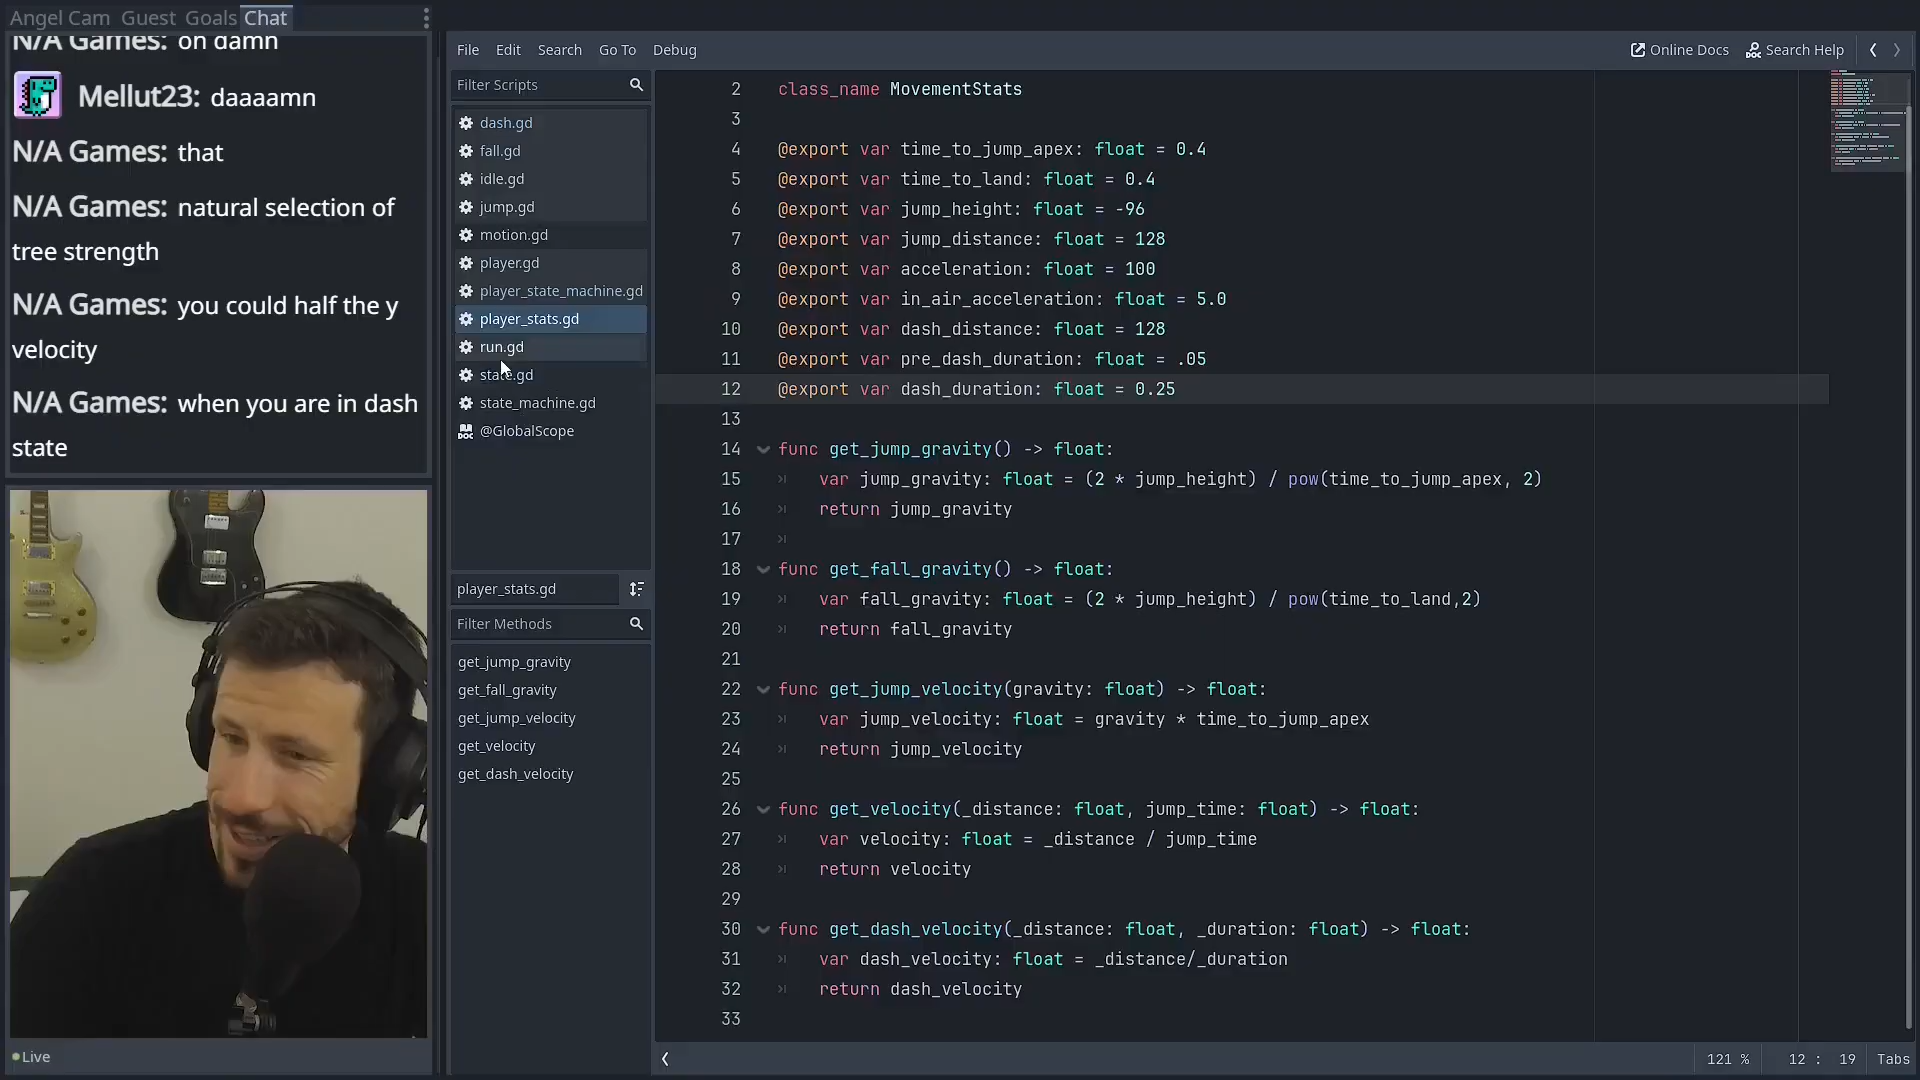 Angel Cam Guest Goals Chat
N/A Games: oh damn
Mellut23: daaaamn
N/A Games: that
N/A Games: natural selection of
tree strength
N/A Games: you could half the y
velocity
N/A Games: when you are in dash
state
Live
File Edit Search Go To Debug
Online Docs Search Help
Filter Scripts
dash.gd
fall.gd
idle.gd
jump.gd
motion.gd
player.gd
player_state_machine.gd
player_stats.gd
run.gd
state.gd
state_machine.gd
@GlobalScope
player_stats.gd
Filter Methods
get_jump_gravity
get_fall_gravity
get_jump_velocity
get_velocity
get_dash_velocity
2 class_name MovementStats
3
4 @export var time_to_jump_apex: float = 0.4
5 @export var time_to_land: float = 0.4
6 @export var jump_height: float = -96
7 @export var jump_distance: float = 128
8 @export var acceleration: float = 100
9 @export var in_air_acceleration: float = 5.0
10 @export var dash_distance: float = 128
11 @export var pre_dash_duration: float = .05
12 @export var dash_duration: float = 0.25
13
14 func get_jump_gravity() -> float:
15 var jump_gravity: float = (2 * jump_height) / pow(time_to_jump_apex, 2)
16 return jump_gravity
17
18 func get_fall_gravity() -> float:
19 var fall_gravity: float = (2 * jump_height) / pow(time_to_land,2)
20 return fall_gravity
21
22 func get_jump_velocity(gravity: float) -> float:
23 var jump_velocity: float = gravity * time_to_jump_apex
24 return jump_velocity
25
26 func get_velocity(_distance: float, jump_time: float) -> float:
27 var velocity: float = _distance / jump_time
28 return velocity
29
30 func get_dash_velocity(_distance: float, _duration: float) -> float:
31 var dash_velocity: float = _distance/_duration
32 return dash_velocity
33
121 % 12 : 19 Tabs